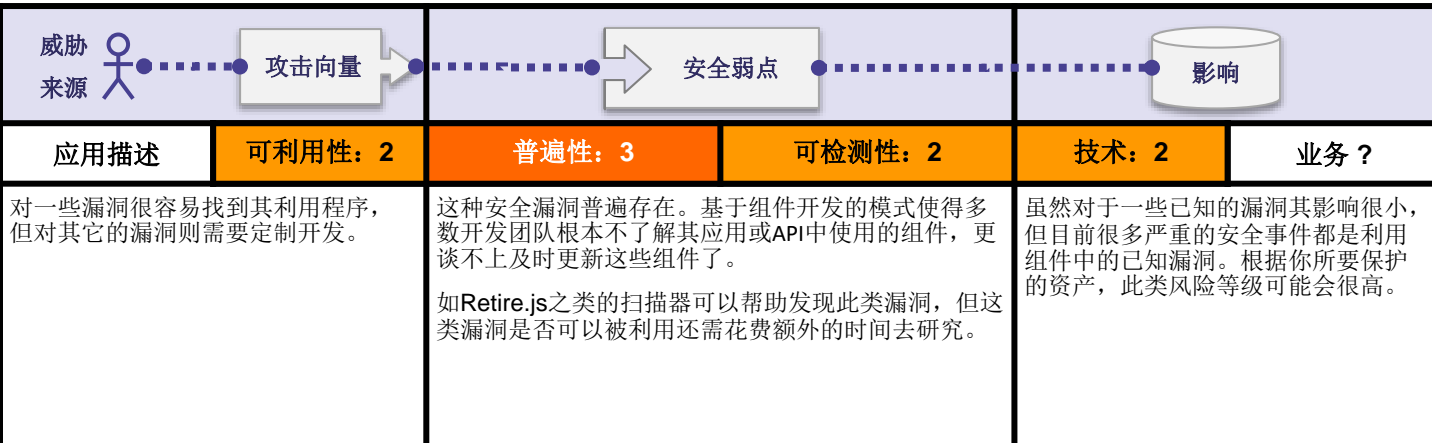 威胁
来源
攻击向量
安全弱点
影响
应用描述
可利用性：2
普遍性：3
可检测性：2
技术：2
业务 ?
对一些漏洞很容易找到其利用程序，
但对其它的漏洞则需要定制开发。
这种安全漏洞普遍存在。基于组件开发的模式使得多
数开发团队根本不了解其应用或API中使用的组件，更
谈不上及时更新这些组件了。
如Retire.js之类的扫描器可以帮助发现此类漏洞，但这
类漏洞是否可以被利用还需花费额外的时间去研究。
虽然对于一些已知的漏洞其影响很小，
但目前很多严重的安全事件都是利用
组件中的已知漏洞。根据你所要保护
的资产，此类风险等级可能会很高。